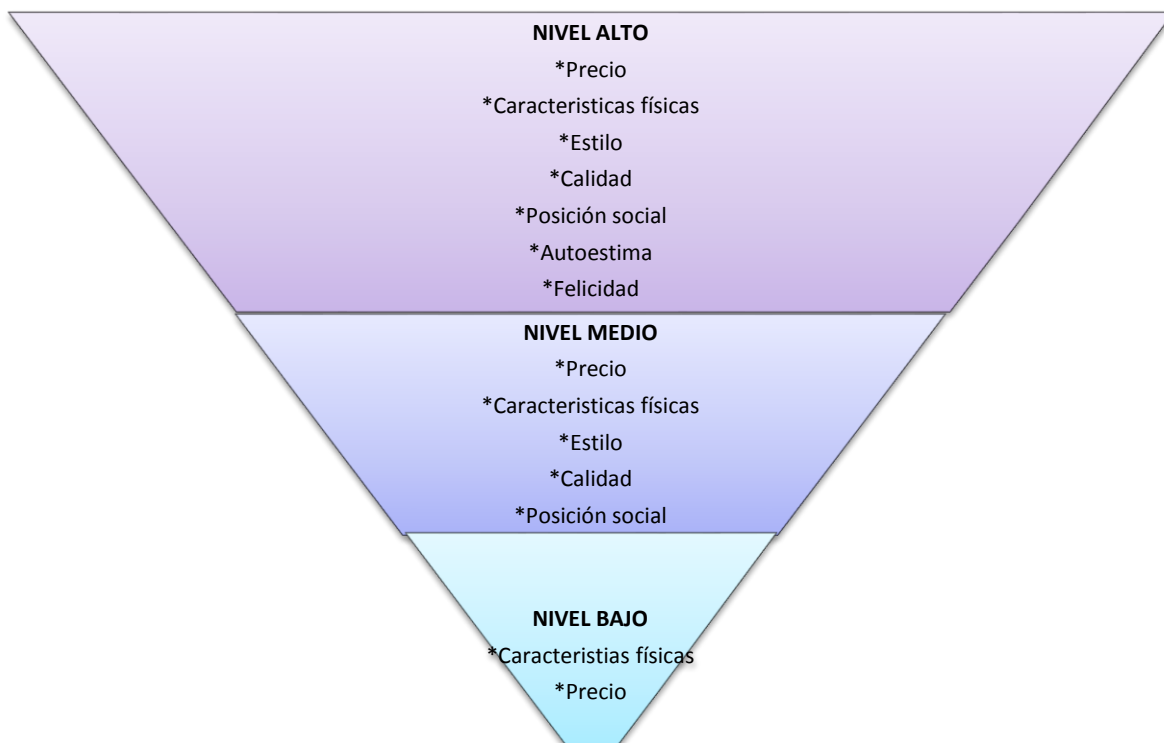 NIVEL ALTO
*Precio
*Caracteristicas físicas
*Estilo
*Calidad
*Posición social
*Autoestima
*Felicidad
NIVEL MEDIO
*Precio
*Caracteristicas físicas
*Estilo
*Calidad
*Posición social
NIVEL BAJO
*Caracteristias físicas
*Precio